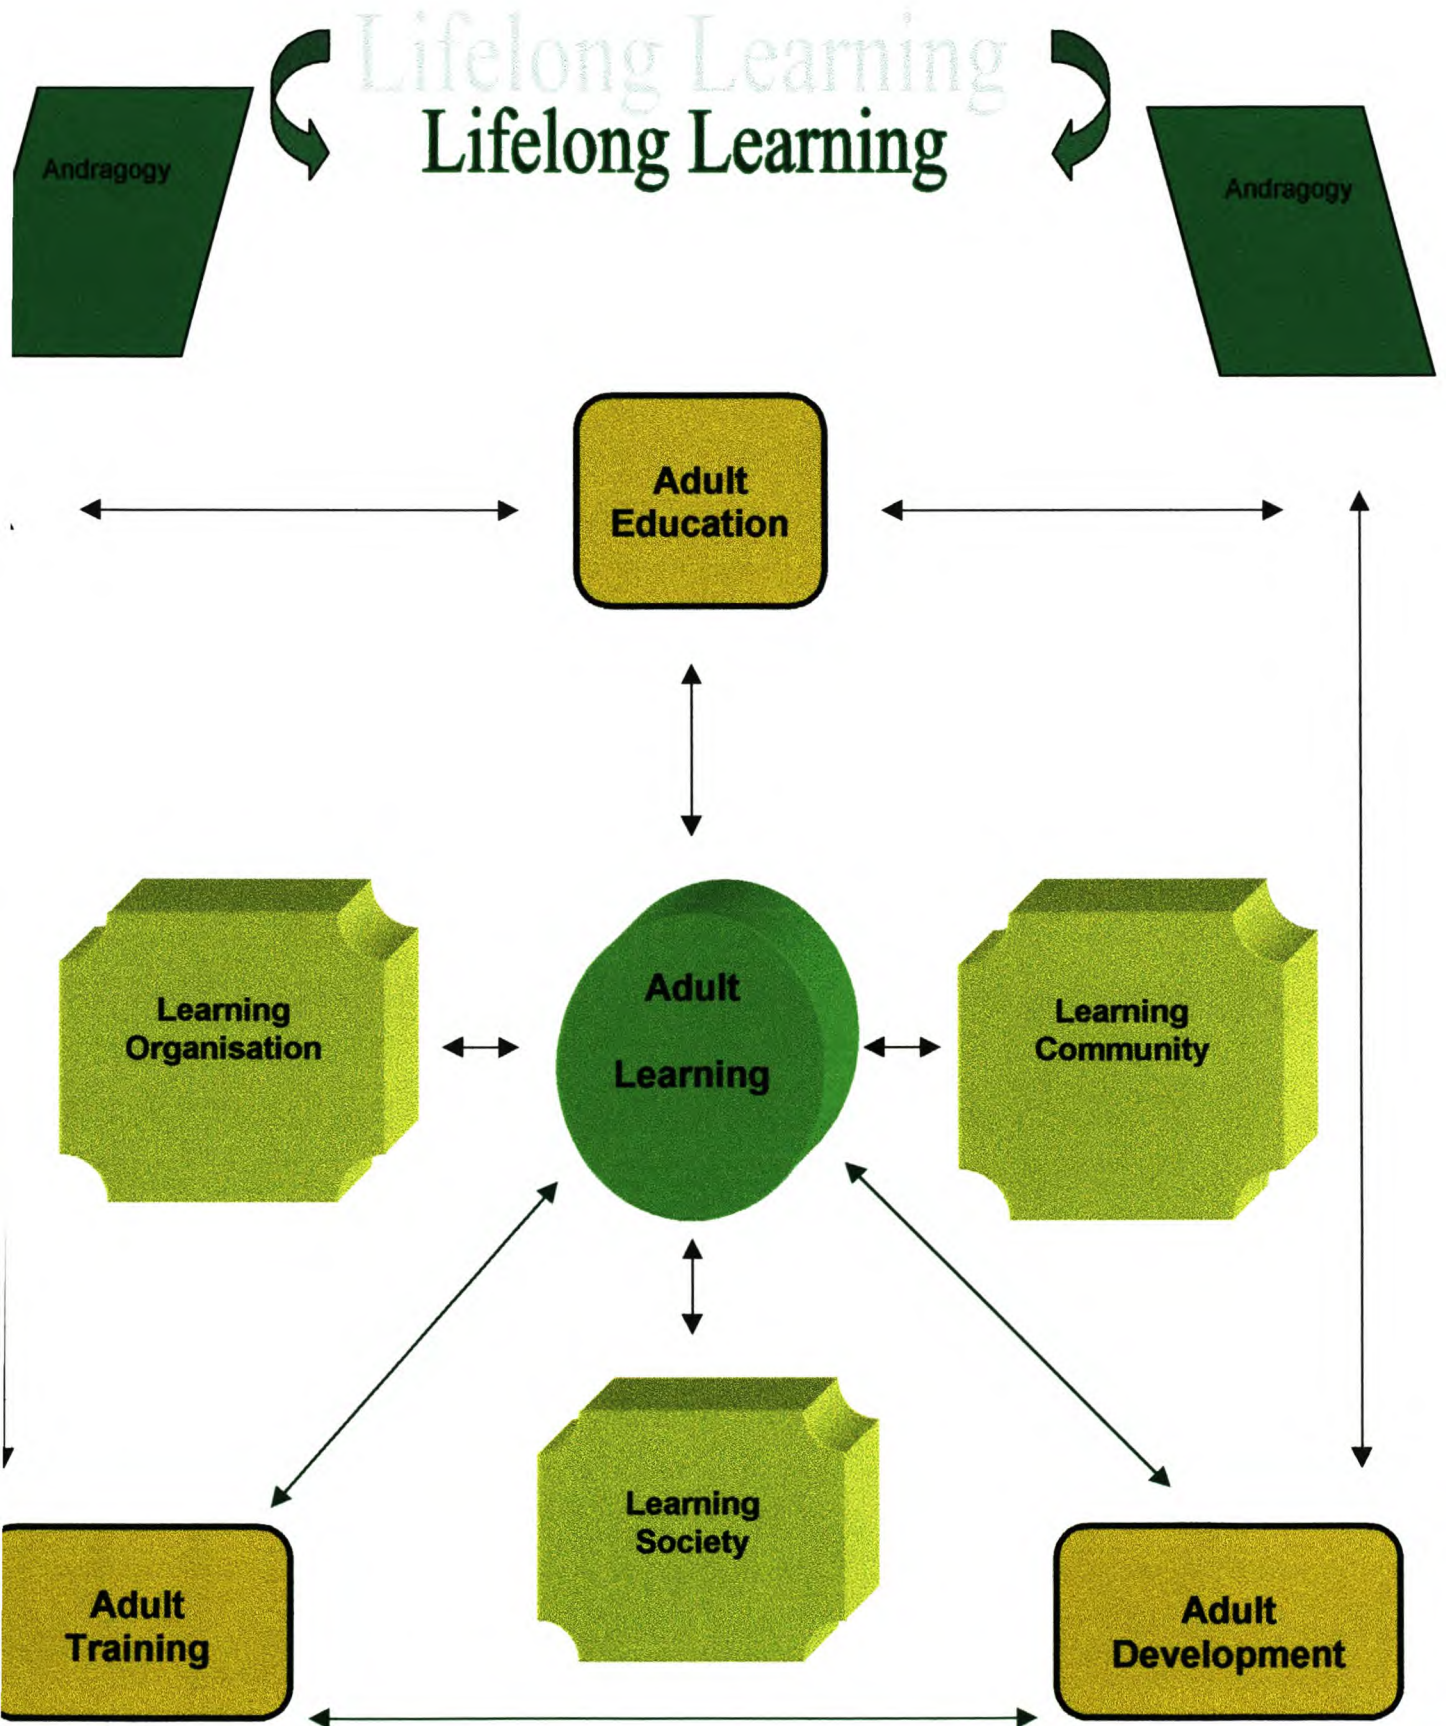 Lifelong Learning
Lifelong Learning
Andragogy
Andragogy
Adult
Education
Learning
Organisation
Adult
Learning
Learning
Community
Learning
Society
Adult
Training
Adult
Development